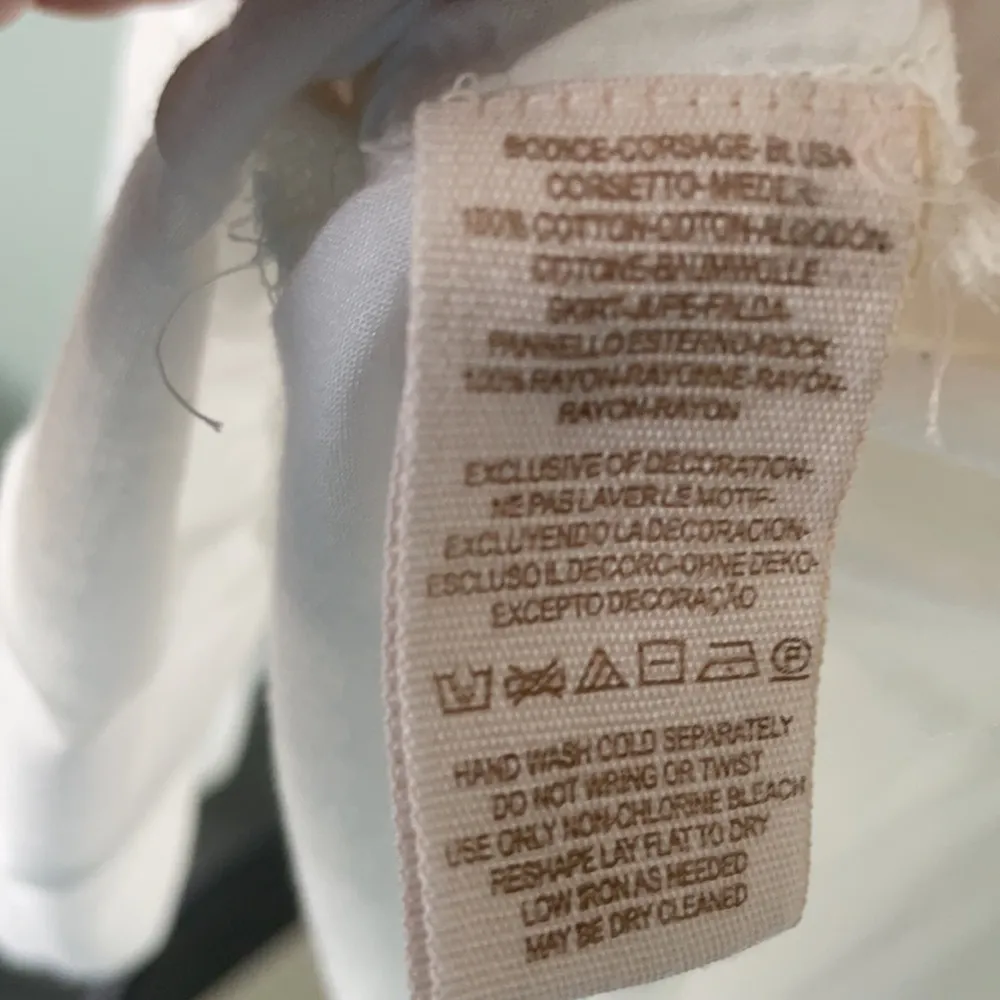 BODICE-CORSAGE-BLUSA
CORSETTO-MIEDER
100% COTTON-COTON-ALGODÓN-
COTONE-BAUMWOLLE
SKIRT-JUPE-FALDA
PANNELLO ESTERNO-ROCK
100% RAYON-RAYONNE-RAYÓN-
RAYON-RAYON
EXCLUSIVE OF DECORATION-
NE PAS LAVER LE MOTIF-
EXCLUYENDO LA DECORACION-
ESCLUSO IL DECORO-OHNE DEKO-
EXCEPTO DECORAÇÃO
P
HAND WASH COLD SEPARATELY
DO NOT WRING OR TWIST
USE ONLY NON-CHLORINE BLEACH
RESHAPE LAY FLAT TO DRY
LOW IRON AS NEEDED
MAY BE DRY CLEANED